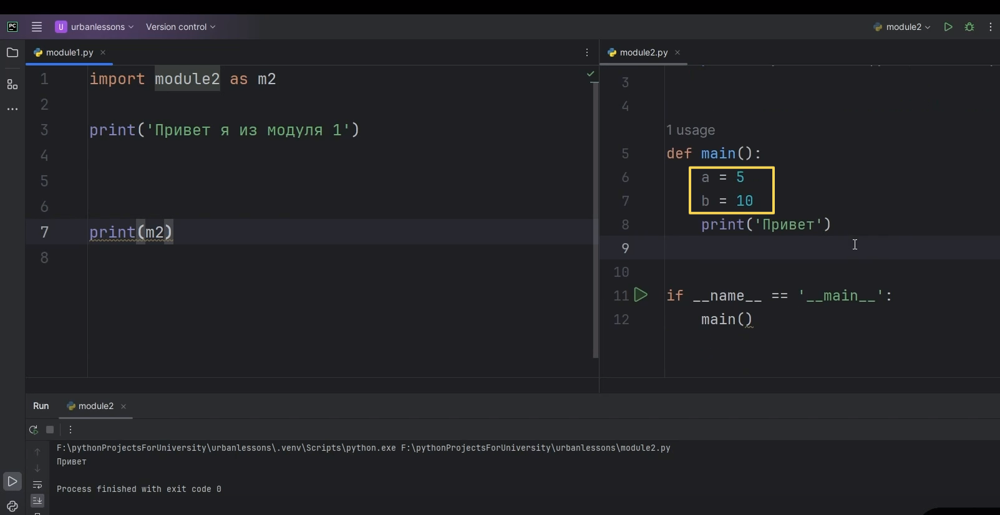 PC
U urbanlessons Version control
module2
module1.py
1 import module2 as m2
2
3 print('Привет я из модуля 1')
4
5
6
7 print(m2)
8
module2.py
3
4
1 usage
5 def main():
6 a = 5
7 b = 10
8 print('Привет')
9
10
11 if __name__ == '__main__':
12 main()
Run module2
F:\pythonProjectsForUniversity\urbanlessons\.venv\Scripts\python.exe F:\pythonProjectsForUniversity\urbanlessons\module2.py
Привет
Process finished with exit code 0